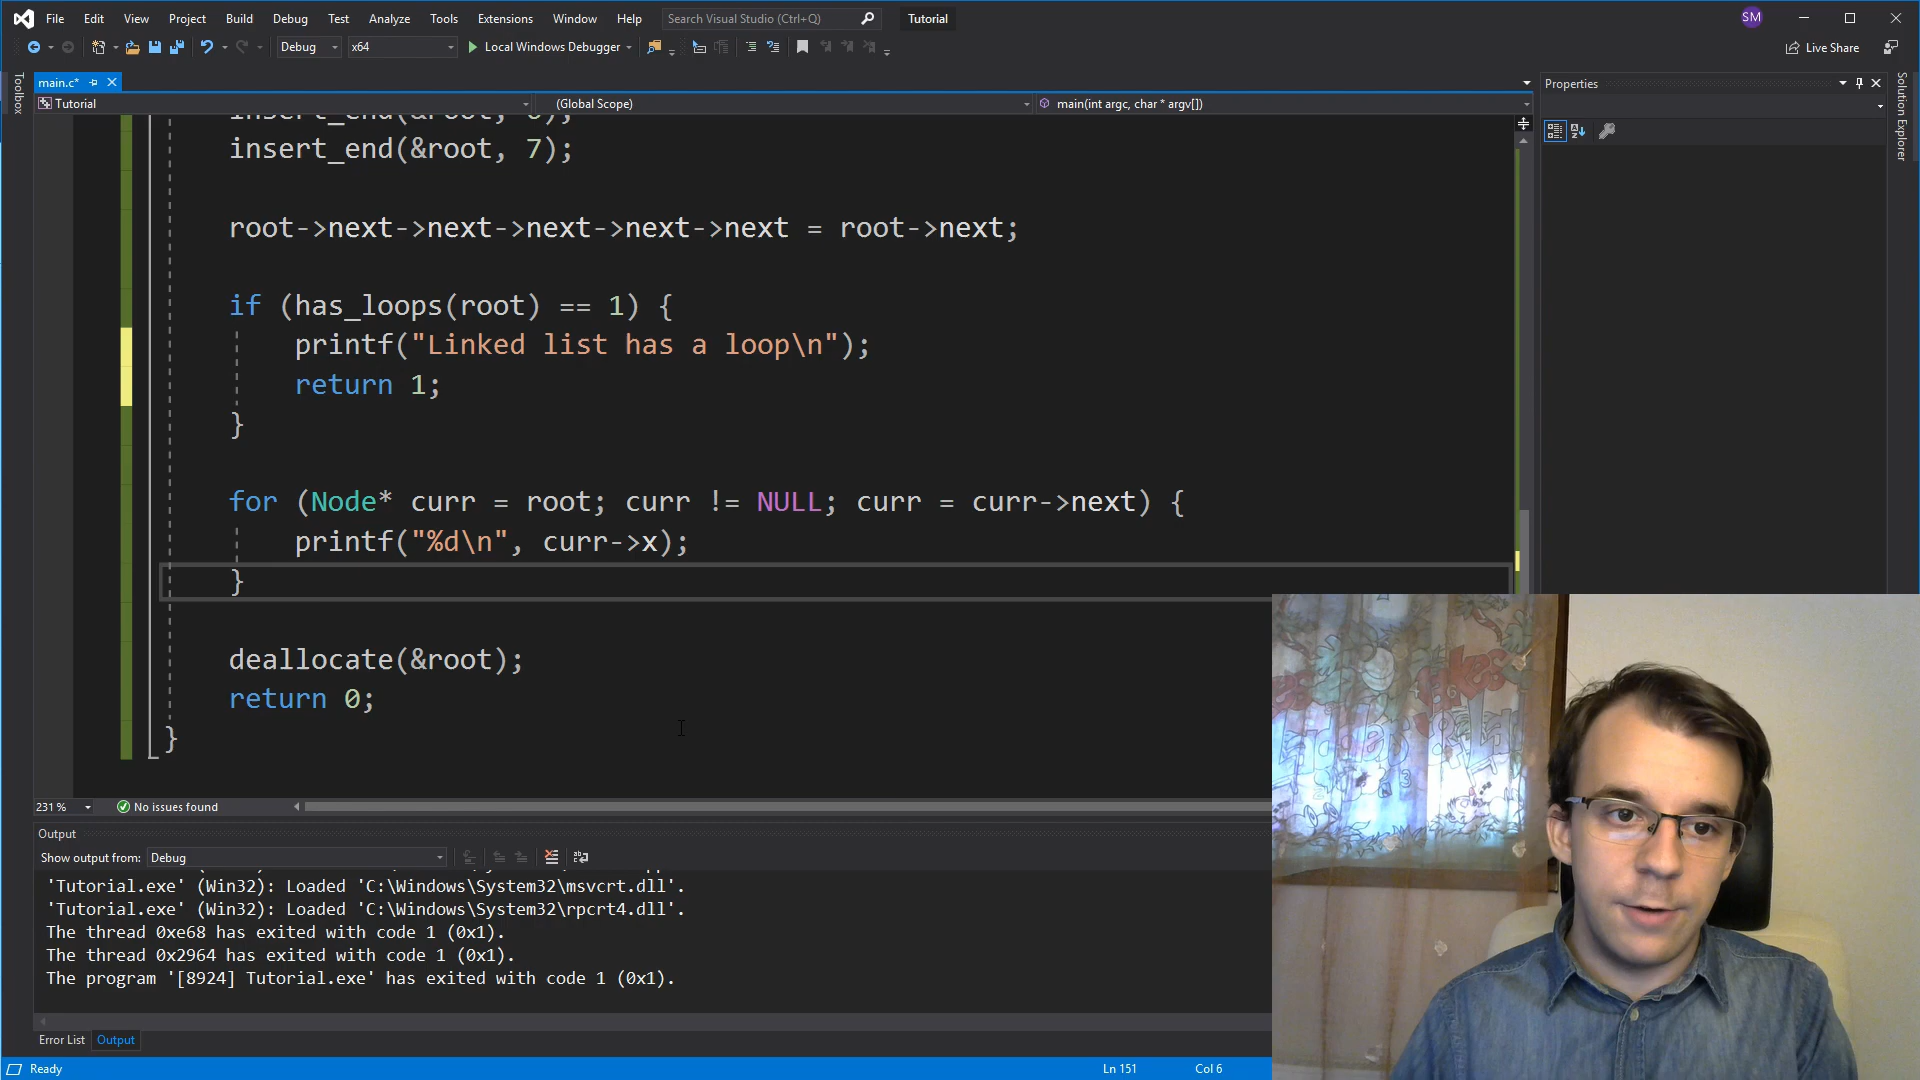 File Edit View Project Build Debug Test Analyze Tools Extensions Window Help Search Visual Studio (Ctrl+Q) Tutorial SM
Debug x64 Local Windows Debugger Live Share
Toolbox
main.c*
Tutorial (Global Scope) main(int argc, char * argv[])
insert_end(&root, 6);
insert_end(&root, 7);
root->next->next->next->next->next = root->next;
if (has_loops(root) == 1) {
printf("Linked list has a loop\n");
return 1;
}
for (Node* curr = root; curr != NULL; curr = curr->next) {
printf("%d\n", curr->x);
}
deallocate(&root);
return 0;
}
231 % No issues found
Output
Show output from: Debug
'Tutorial.exe' (Win32): Loaded 'C:\Windows\System32\msvcrt.dll'.
'Tutorial.exe' (Win32): Loaded 'C:\Windows\System32\rpcrt4.dll'.
The thread 0xe68 has exited with code 1 (0x1).
The thread 0x2964 has exited with code 1 (0x1).
The program '[8924] Tutorial.exe' has exited with code 1 (0x1).
Error List Output
Ready Ln 151 Col 6
Properties
Solution Explorer